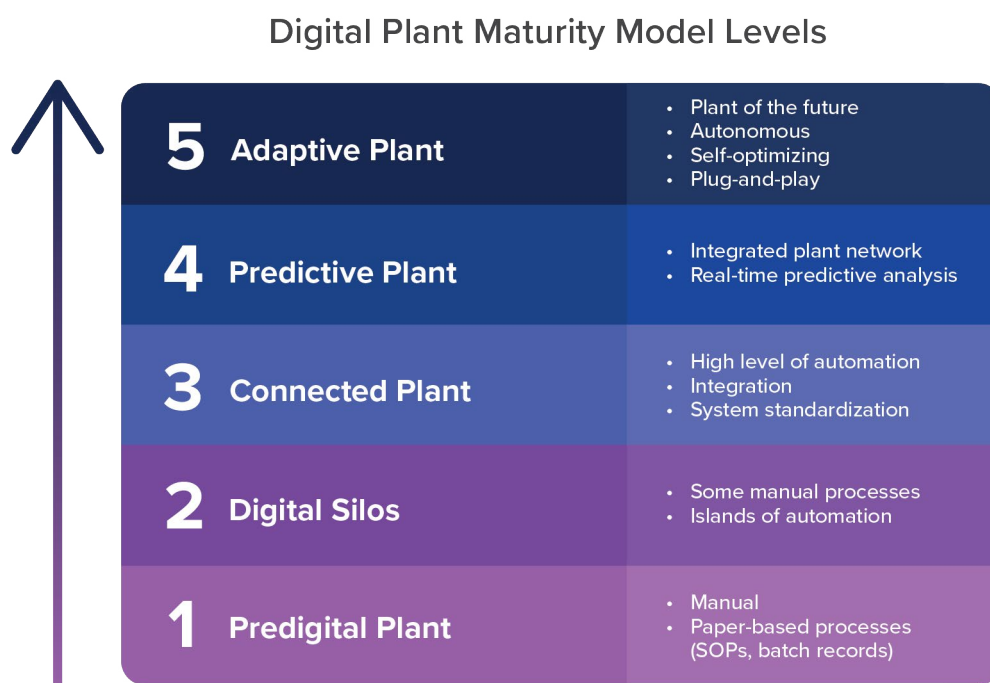 Digital Plant Maturity Model Levels
5 Adaptive Plant
• Plant of the future
• Autonomous
• Self-optimizing
• Plug-and-play
4 Predictive Plant
• Integrated plant network
• Real-time predictive analysis
3 Connected Plant
• High level of automation
• Integration
• System standardization
2 Digital Silos
• Some manual processes
• Islands of automation
1 Predigital Plant
• Manual
• Paper-based processes
(SOPs, batch records)